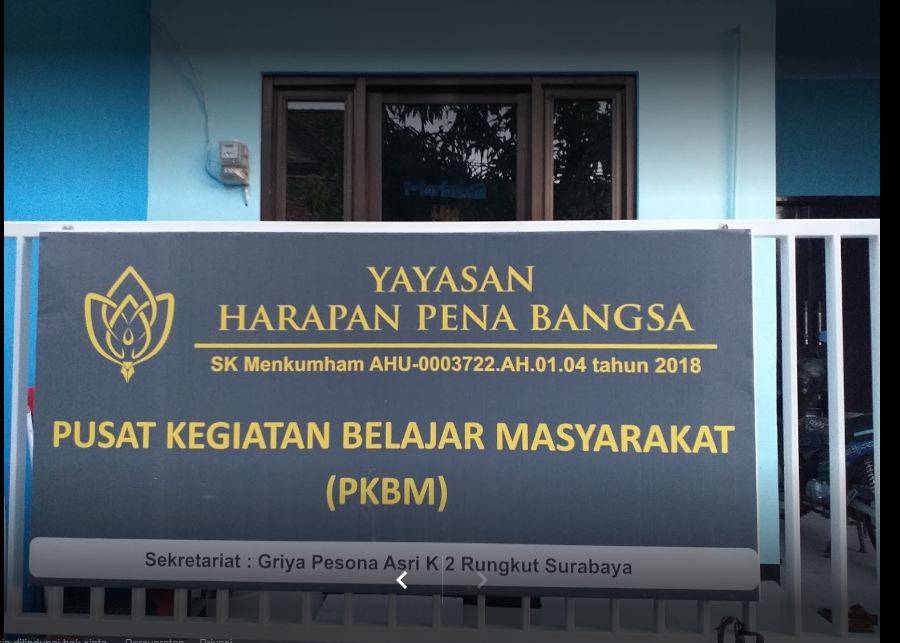 YAYASAN
HARAPAN PENA BANGSA
SK Menkumham AHU-0003722.AH.01.04 tahun 2018
PUSAT KEGIATAN BELAJAR MASYARAKAT
(PKBM)
Sekretariat : Griya Pesona Asri K 2 Rungkut Surabaya